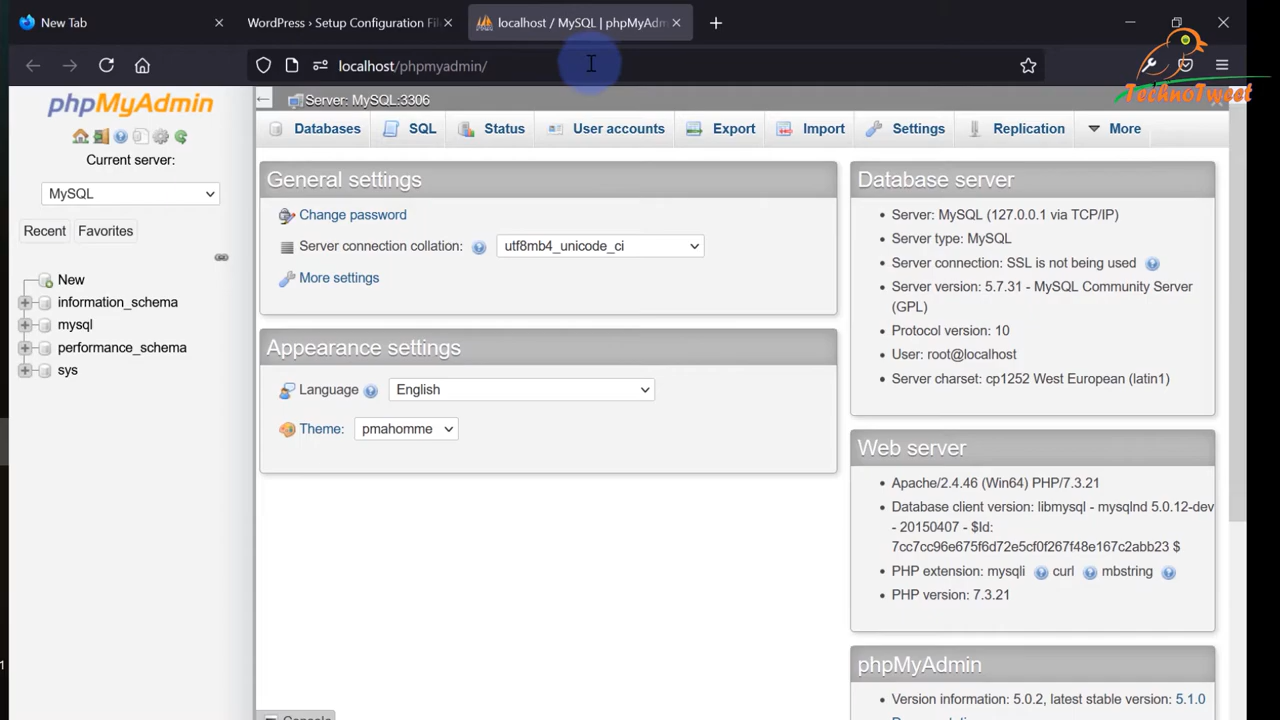 New Tab
WordPress › Setup Configuration Fil
localhost / MySQL | phpMyAdm
localhost/phpmyadmin/
TechnoTweet
phpMyAdmin
Current server:
MySQL
Recent
Favorites
New
information_schema
mysql
performance_schema
sys
Server: MySQL:3306
Databases
SQL
Status
User accounts
Export
Import
Settings
Replication
More
General settings
Change password
Server connection collation:
utf8mb4_unicode_ci
More settings
Appearance settings
Language
English
Theme:
pmahomme
Database server
Server: MySQL (127.0.0.1 via TCP/IP)
Server type: MySQL
Server connection: SSL is not being used
Server version: 5.7.31 - MySQL Community Server
(GPL)
Protocol version: 10
User: root@localhost
Server charset: cp1252 West European (latin1)
Web server
Apache/2.4.46 (Win64) PHP/7.3.21
Database client version: libmysql - mysqlnd 5.0.12-dev
- 20150407 - $Id:
7cc7cc96e675f6d72e5cf0f267f48e167c2abb23 $
PHP extension: mysqli curl mbstring
PHP version: 7.3.21
phpMyAdmin
Version information: 5.0.2, latest stable version: 5.1.0
Console
1